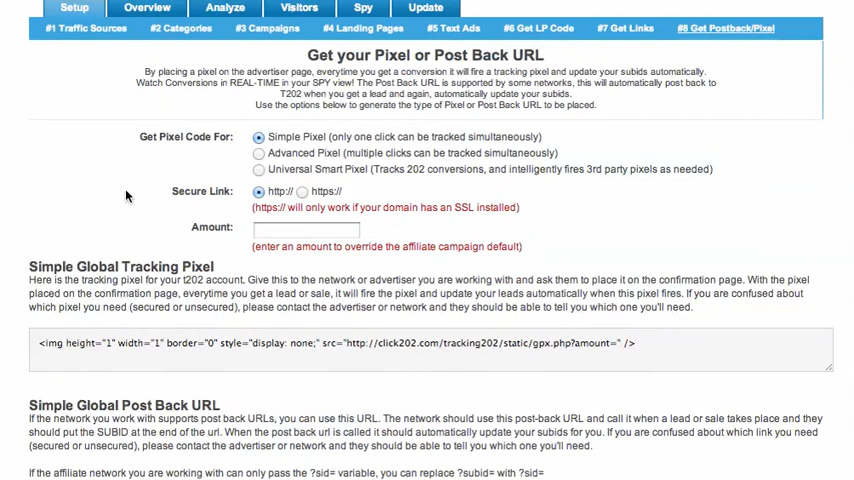 Setup Overview Analyze Visitors Spy Update
#1 Traffic Sources #2 Categories #3 Campaigns #4 Landing Pages #5 Text Ads #6 Get LP Code #7 Get Links #8 Get Postback/Pixel
Get your Pixel or Post Back URL
By placing a pixel on the advertiser page, everytime you get a conversion it will fire a tracking pixel and update your subids automatically.
Watch Conversions in REAL-TIME in your SPY view! The Post Back URL is supported by some networks, this will automatically post back to
T202 when you get a lead and again, automatically update your subids.
Use the options below to generate the type of Pixel or Post Back URL to be placed.
Get Pixel Code For: Simple Pixel (only one click can be tracked simultaneously)
Advanced Pixel (multiple clicks can be tracked simultaneously)
Universal Smart Pixel (Tracks 202 conversions, and intelligently fires 3rd party pixels as needed)
Secure Link: http:// https://
(https:// will only work if your domain has an SSL installed)
Amount:
(enter an amount to override the affiliate campaign default)
Simple Global Tracking Pixel
Here is the tracking pixel for your t202 account. Give this to the network or advertiser you are working with and ask them to place it on the confirmation page. With the pixel
placed on the confirmation page, everytime you get a lead or sale, it will fire the pixel and update your leads automatically when this pixel fires. If you are confused about
which pixel you need (secured or unsecured), please contact the advertiser or network and they should be able to tell you which one you'll need.
<img height="1" width="1" border="0" style="display: none;" src="http://click202.com/tracking202/static/gpx.php?amount=" />
Simple Global Post Back URL
If the network you work with supports post back URLs, you can use this URL. The network should use this post-back URL and call it when a lead or sale takes place and they
should put the SUBID at the end of the url. When the post back url is called it should automatically update your subids for you. If you are confused about which link you need
(secured or unsecured), please contact the advertiser or network and they should be able to tell you which one you'll need.
If the affiliate network you are working with can only pass the ?sid= variable, you can replace ?subid= with ?sid=